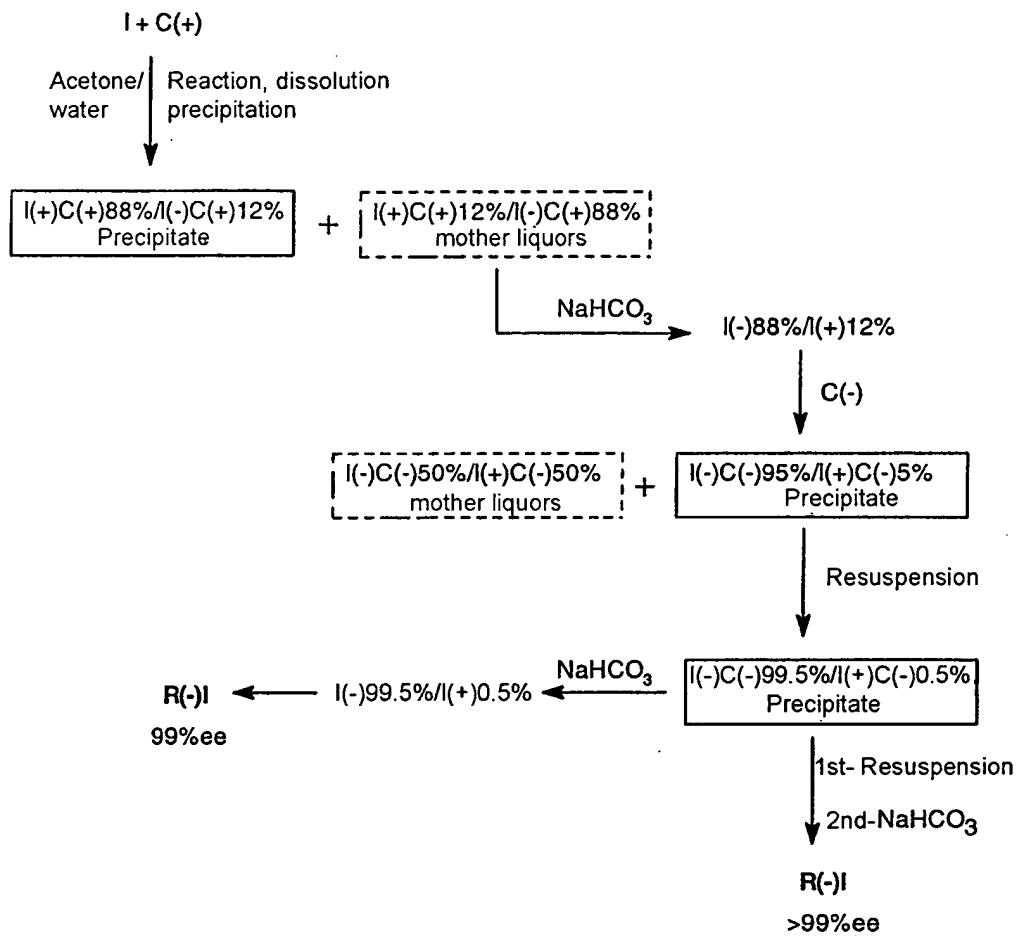 I + C(+)
Acetone/
water
Reaction, dissolution
precipitation
I(+)C(+)88%/I(-)C(+)12%
Precipitate
+
I(+)C(+)12%/I(-)C(+)88%
mother liquors
NaHCO3
I(-)88%/I(+)12%
C(-)
I(-)C(-)50%/I(+)C(-)50%
mother liquors
+
I(-)C(-)95%/I(+)C(-)5%
Precipitate
Resuspension
I(-)C(-)99.5%/I(+)C(-)0.5%
Precipitate
NaHCO3
I(-)99.5%/I(+)0.5%
R(-)I
99%ee
1st- Resuspension
2nd-NaHCO3
R(-)I
>99%ee